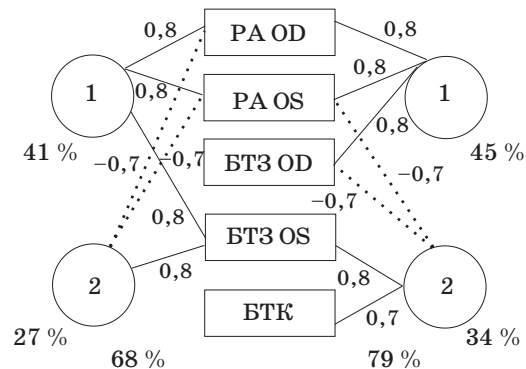 0,8 РА OD 0,8
1 0,8 РА OS 0,8 1
41 % 0,8 45 %
−0,7 −0,7 БТЗ OD −0,7
−0,7
0,8 БТЗ OS
2 0,8 0,8 2
БТК 0,7
27 % 34 %
68 % 79 %